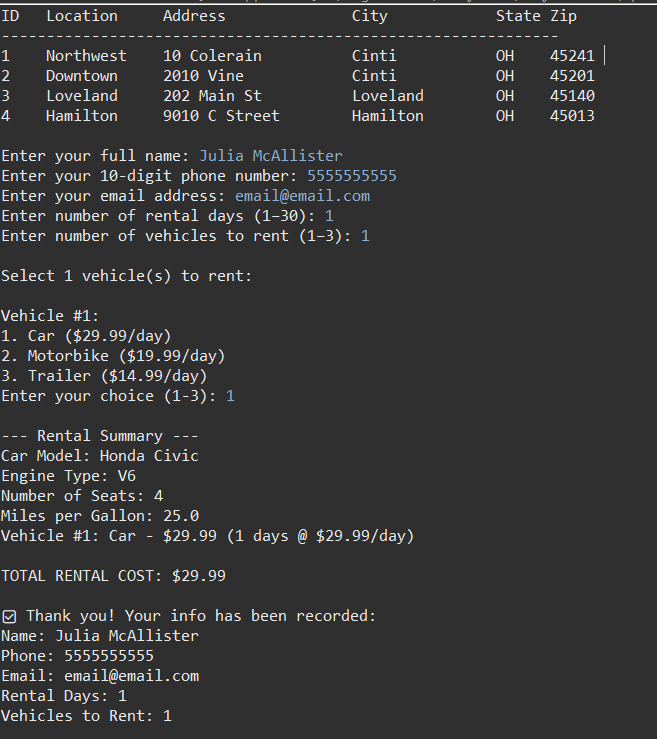 ID   Location     Address              City            State Zip
--------------------------------------------------------------
1    Northwest    10 Colerain          Cinti           OH    45241
2    Downtown     2010 Vine            Cinti           OH    45201
3    Loveland     202 Main St          Loveland        OH    45140
4    Hamilton     9010 C Street        Hamilton        OH    45013
Enter your full name: Julia McAllister
Enter your 10-digit phone number: 5555555555
Enter your email address: email@email.com
Enter number of rental days (1–30): 1
Enter number of vehicles to rent (1–3): 1
Select 1 vehicle(s) to rent:
Vehicle #1:
1. Car ($29.99/day)
2. Motorbike ($19.99/day)
3. Trailer ($14.99/day)
Enter your choice (1-3): 1
--- Rental Summary ---
Car Model: Honda Civic
Engine Type: V6
Number of Seats: 4
Miles per Gallon: 25.0
Vehicle #1: Car - $29.99 (1 days @ $29.99/day)
TOTAL RENTAL COST: $29.99
☑ Thank you! Your info has been recorded:
Name: Julia McAllister
Phone: 5555555555
Email: email@email.com
Rental Days: 1
Vehicles to Rent: 1